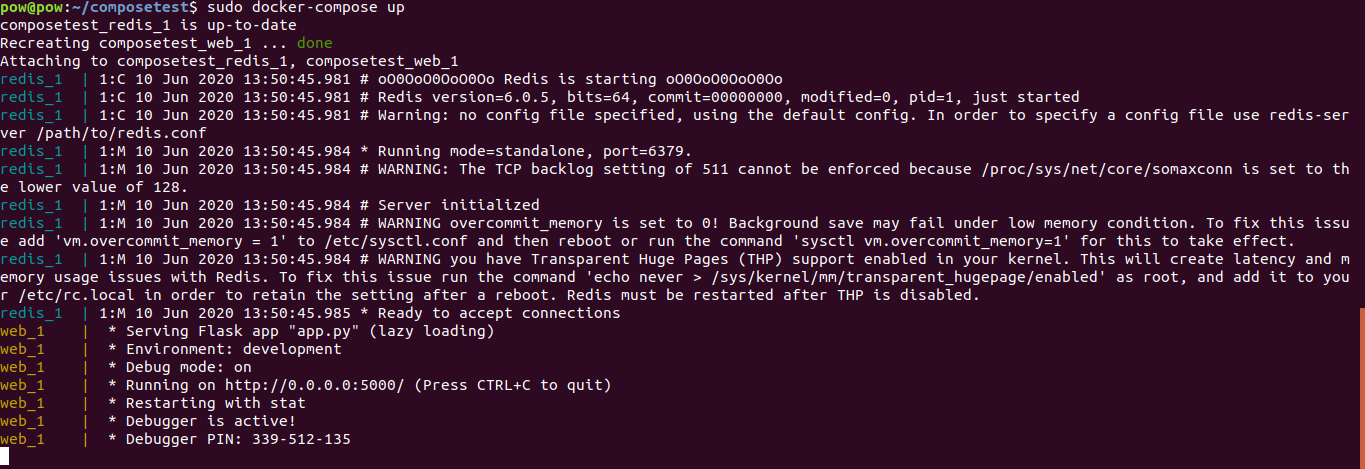 pow@pow:~/composetest$ sudo docker-compose up
composetest_redis_1 is up-to-date
Recreating composetest_web_1 ... done
Attaching to composetest_redis_1, composetest_web_1
redis_1  | 1:C 10 Jun 2020 13:50:45.981 # oO0OoO0OoO0Oo Redis is starting oO0OoO0OoO0Oo
redis_1  | 1:C 10 Jun 2020 13:50:45.981 # Redis version=6.0.5, bits=64, commit=00000000, modified=0, pid=1, just started
redis_1  | 1:C 10 Jun 2020 13:50:45.981 # Warning: no config file specified, using the default config. In order to specify a config file use redis-ser
ver /path/to/redis.conf
redis_1  | 1:M 10 Jun 2020 13:50:45.984 * Running mode=standalone, port=6379.
redis_1  | 1:M 10 Jun 2020 13:50:45.984 # WARNING: The TCP backlog setting of 511 cannot be enforced because /proc/sys/net/core/somaxconn is set to th
e lower value of 128.
redis_1  | 1:M 10 Jun 2020 13:50:45.984 # Server initialized
redis_1  | 1:M 10 Jun 2020 13:50:45.984 # WARNING overcommit_memory is set to 0! Background save may fail under low memory condition. To fix this issu
e add 'vm.overcommit_memory = 1' to /etc/sysctl.conf and then reboot or run the command 'sysctl vm.overcommit_memory=1' for this to take effect.
redis_1  | 1:M 10 Jun 2020 13:50:45.984 # WARNING you have Transparent Huge Pages (THP) support enabled in your kernel. This will create latency and m
emory usage issues with Redis. To fix this issue run the command 'echo never > /sys/kernel/mm/transparent_hugepage/enabled' as root, and add it to you
r /etc/rc.local in order to retain the setting after a reboot. Redis must be restarted after THP is disabled.
redis_1  | 1:M 10 Jun 2020 13:50:45.985 * Ready to accept connections
web_1    |  * Serving Flask app "app.py" (lazy loading)
web_1    |  * Environment: development
web_1    |  * Debug mode: on
web_1    |  * Running on http://0.0.0.0:5000/ (Press CTRL+C to quit)
web_1    |  * Restarting with stat
web_1    |  * Debugger is active!
web_1    |  * Debugger PIN: 339-512-135